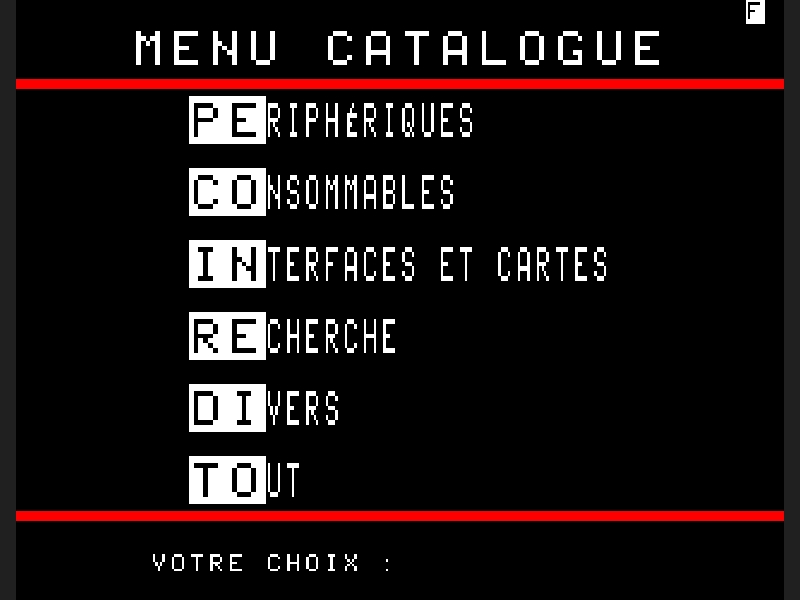 F
MENU CATALOGUE
PERIPHéRIQUES
CONSOMMABLES
INTERFACES ET CARTES
RECHERCHE
DIVERS
TOUT
VOTRE CHOIX :